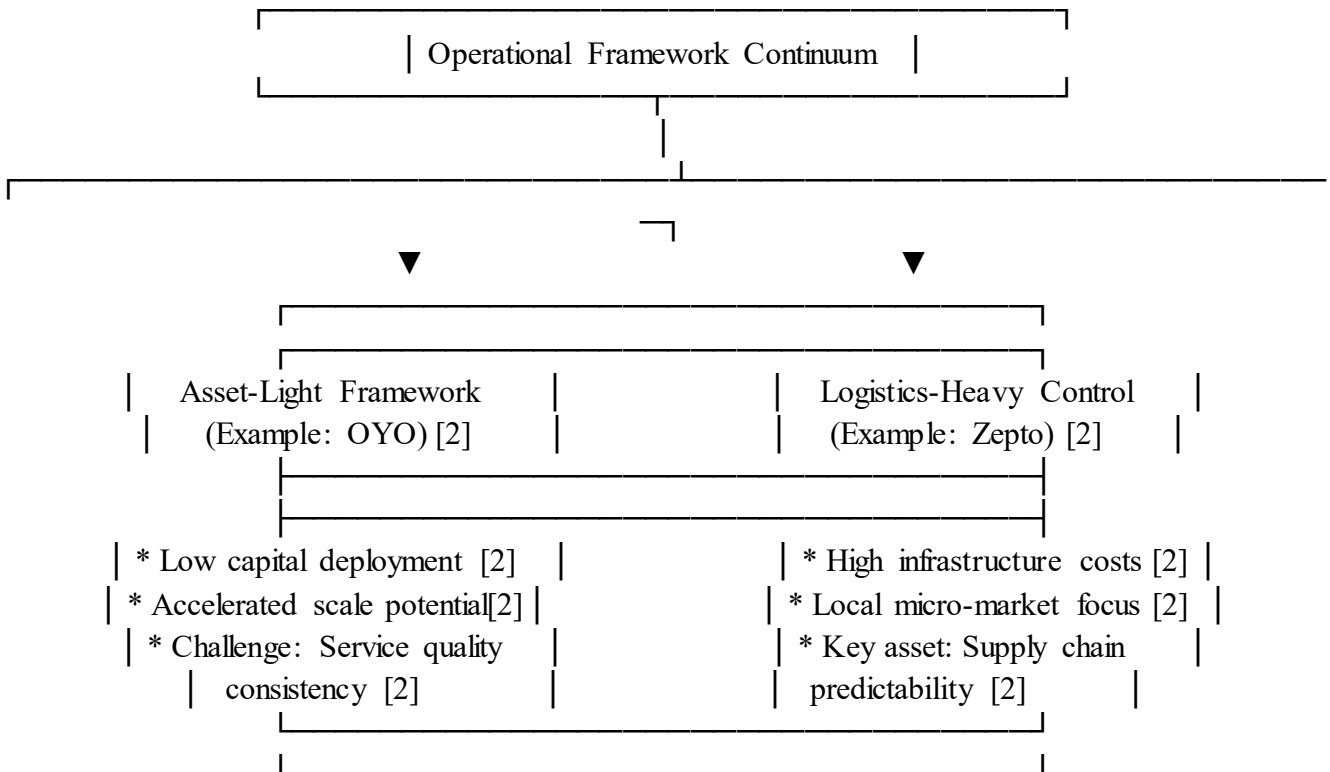 Operational Framework Continuum
▼ ▼
Asset-Light Framework
(Example: OYO) [2]
Logistics-Heavy Control
(Example: Zepto) [2]
* Low capital deployment [2]
* Accelerated scale potential[2]
* Challenge: Service quality
consistency [2]
* High infrastructure costs [2]
* Local micro-market focus [2]
* Key asset: Supply chain
predictability [2]